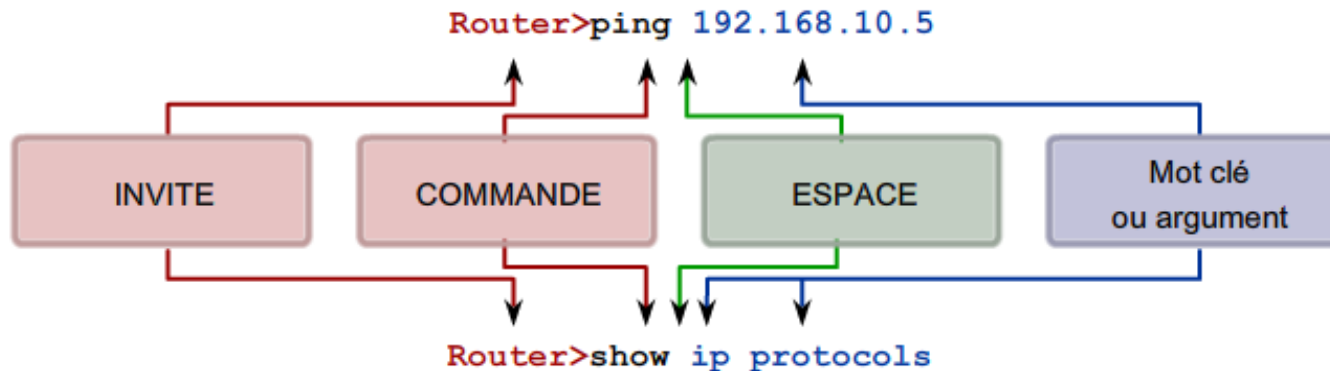 Router>ping 192.168.10.5
INVITE
COMMANDE
ESPACE
Mot clé
ou argument
Router>show ip protocols